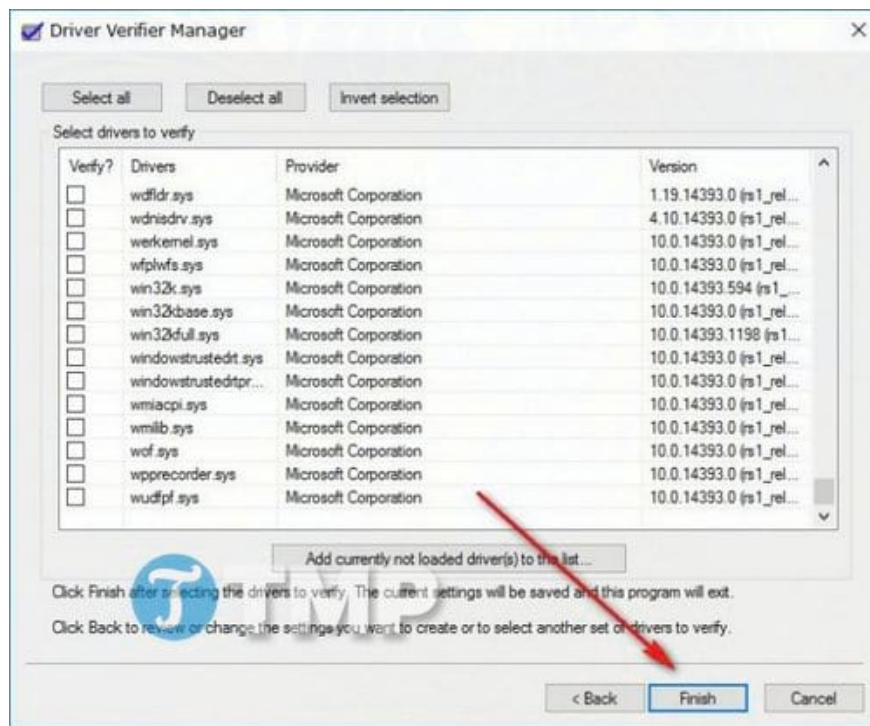 Driver Verifier Manager
Select all Deselect all Invert selection
Select drivers to verify
Verify? Drivers Provider Version
wdfldr.sys Microsoft Corporation 1.19.14393.0 (rs1_rel...
wdnisdrv.sys Microsoft Corporation 4.10.14393.0 (rs1_rel...
werkernel.sys Microsoft Corporation 10.0.14393.0 (rs1_rel...
wfplwfs.sys Microsoft Corporation 10.0.14393.0 (rs1_rel...
win32k.sys Microsoft Corporation 10.0.14393.594 (rs1_...
win32kbase.sys Microsoft Corporation 10.0.14393.0 (rs1_rel...
win32kfull.sys Microsoft Corporation 10.0.14393.1198 (rs1...
windowstrustedrt.sys Microsoft Corporation 10.0.14393.0 (rs1_rel...
windowstrustedrtpr... Microsoft Corporation 10.0.14393.0 (rs1_rel...
wmiacpi.sys Microsoft Corporation 10.0.14393.0 (rs1_rel...
wmilib.sys Microsoft Corporation 10.0.14393.0 (rs1_rel...
wof.sys Microsoft Corporation 10.0.14393.0 (rs1_rel...
wpprecorder.sys Microsoft Corporation 10.0.14393.0 (rs1_rel...
wudfpf.sys Microsoft Corporation 10.0.14393.0 (rs1_rel...
Add currently not loaded driver(s) to the list...
Click Finish after selecting the drivers to verify. The current settings will be saved and this program will exit.
TMP
Click Back to review or change the settings you want to create or to select another set of drivers to verify.
< Back Finish Cancel